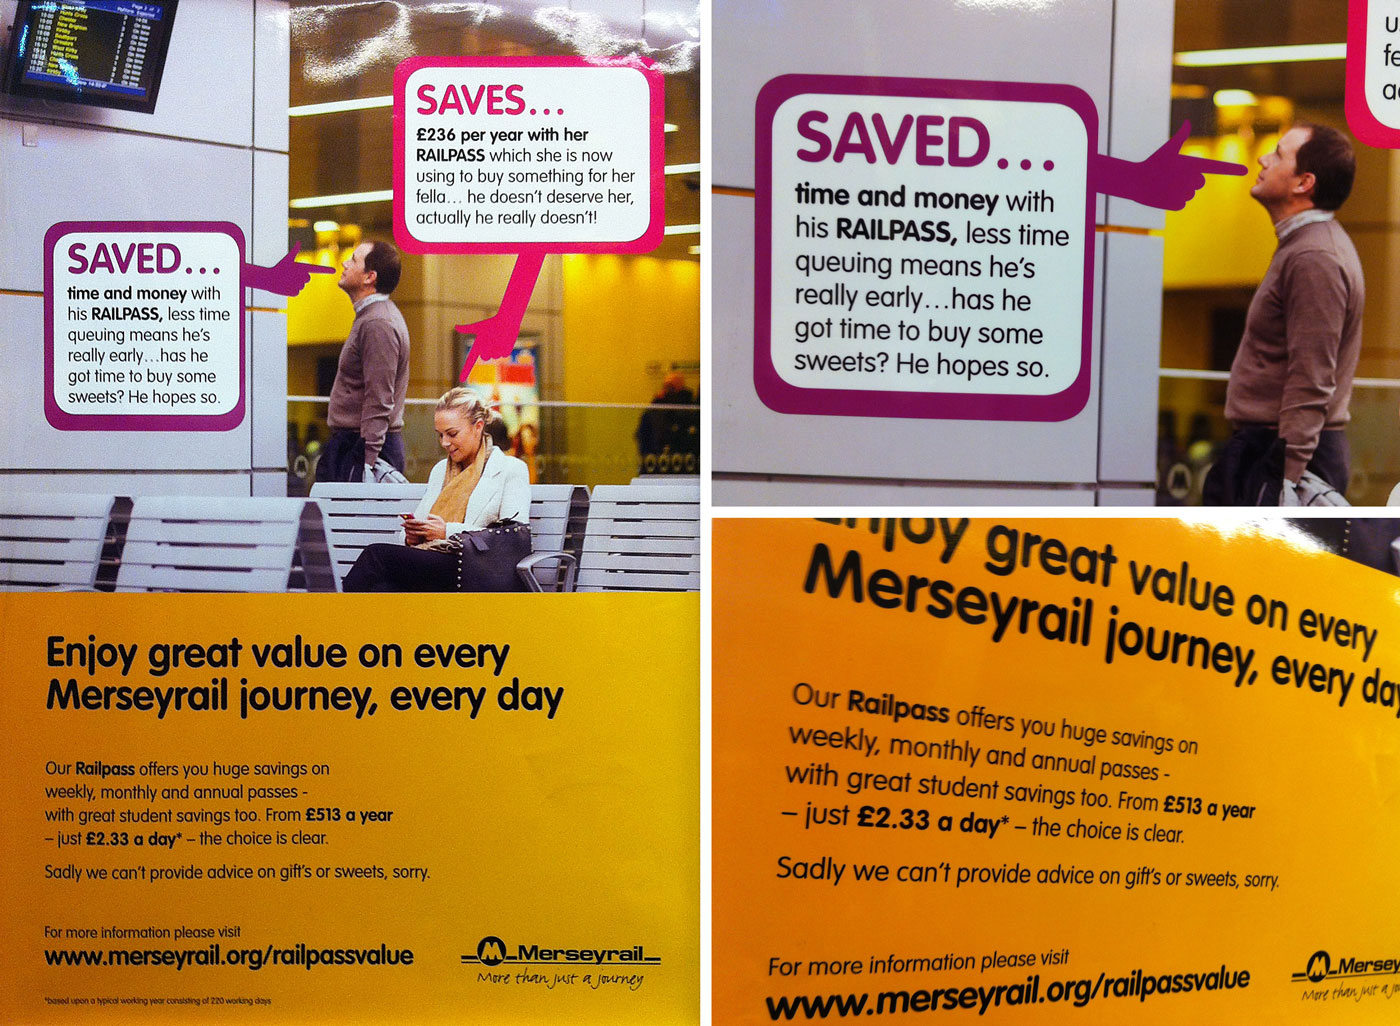 SAVES...
£236 per year with her
RAILPASS which she is now
using to buy something for her
fella... he doesn't deserve her,
actually he really doesn't!
SAVED...
time and money with
his RAILPASS, less time
queuing means he's
really early...has he
got time to buy some
sweets? He hopes so.
Enjoy great value on every
Merseyrail journey, every day
Our Railpass offers you huge savings on
weekly, monthly and annual passes -
with great student savings too. From £513 a year
– just £2.33 a day* – the choice is clear.
Sadly we can't provide advice on gift's or sweets, sorry.
For more information please visit
www.merseyrail.org/railpassvalue
Merseyrail
More than just a journey
*based upon a typical working year consisting of 220 working days
SAVED...
time and money with
his RAILPASS, less time
queuing means he's
really early...has he
got time to buy some
sweets? He hopes so.
Enjoy great value on every
Merseyrail journey, every day
Our Railpass offers you huge savings on
weekly, monthly and annual passes -
with great student savings too. From £513 a year
– just £2.33 a day* – the choice is clear.
Sadly we can't provide advice on gift's or sweets, sorry.
For more information please visit
www.merseyrail.org/railpassvalue
Mersey
More than just a jo